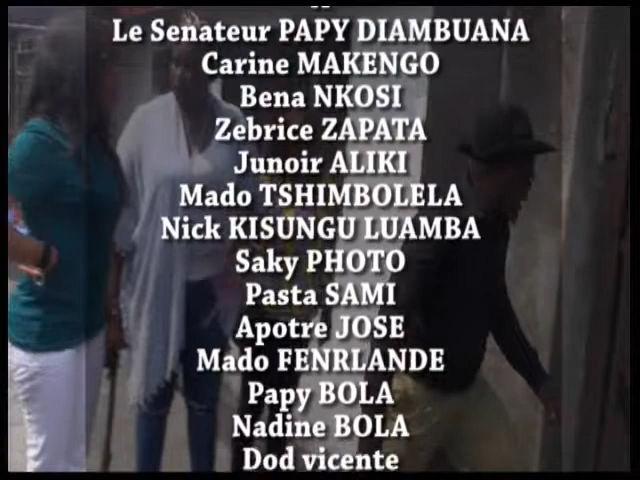 Le Senateur PAPY DIAMBUANA
Carine MAKENGO
Bena NKOSI
Zebrice ZAPATA
Junoir ALIKI
Mado TSHIMBOLELA
Nick KISUNGU LUAMBA
Saky PHOTO
Pasta SAMI
Apotre JOSE
Mado FENRLANDE
Papy BOLA
Nadine BOLA
Dod vicente